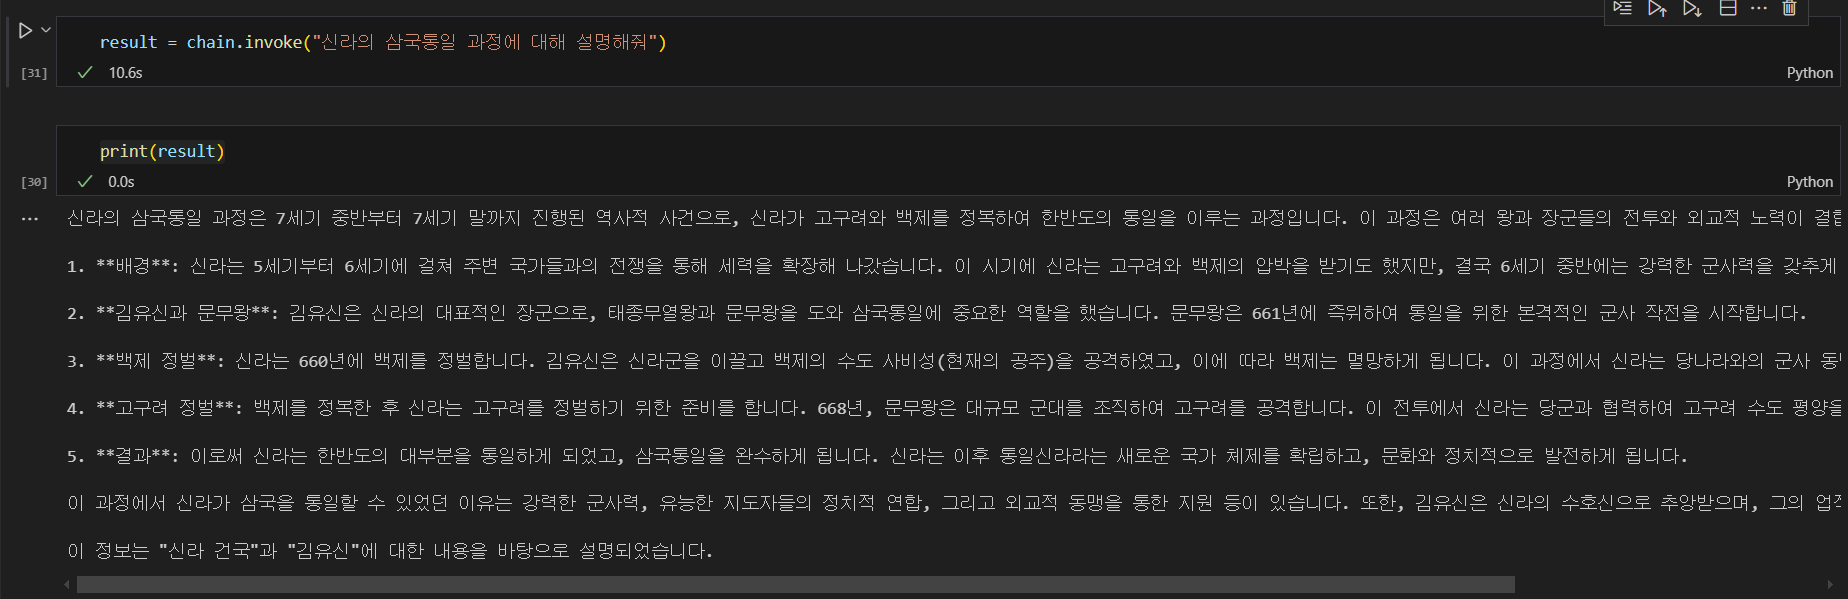 result = chain.invoke("신라의 삼국통일 과정에 대해 설명해줘")
[31]
10.6s
Python
print(result)
[30]
0.0s
Python
신라의 삼국통일 과정은 7세기 중반부터 7세기 말까지 진행된 역사적 사건으로, 신라가 고구려와 백제를 정복하여 한반도의 통일을 이루는 과정입니다. 이 과정은 여러 왕과 장군들의 전투와 외교적 노력이
1. **배경**: 신라는 5세기부터 6세기에 걸쳐 주변 국가들과의 전쟁을 통해 세력을 확장해 나갔습니다. 이 시기에 신라는 고구려와 백제의 압박을 받기도 했지만, 결국 6세기 중반에는 강력한 군사력을 갖추게
2. **김유신과 문무왕**: 김유신은 신라의 대표적인 장군으로, 태종무열왕과 문무왕을 도와 삼국통일에 중요한 역할을 했습니다. 문무왕은 661년에 즉위하여 통일을 위한 본격적인 군사 작전을 시작합니다.
3. **백제 정벌**: 신라는 660년에 백제를 정벌합니다. 김유신은 신라군을 이끌고 백제의 수도 사비성(현재의 공주)을 공격하였고, 이에 따라 백제는 멸망하게 됩니다. 이 과정에서 신라는 당나라와의 군사
4. **고구려 정벌**: 백제를 정복한 후 신라는 고구려를 정벌하기 위한 준비를 합니다. 668년, 문무왕은 대규모 군대를 조직하여 고구려를 공격합니다. 이 전투에서 신라는 당군과 협력하여 고구려 수도 평양을
5. **결과**: 이로써 신라는 한반도의 대부분을 통일하게 되었고, 삼국통일을 완수하게 됩니다. 신라는 이후 통일신라라는 새로운 국가 체제를 확립하고, 문화와 정치적으로 발전하게 됩니다.
이 과정에서 신라가 삼국을 통일할 수 있었던 이유는 강력한 군사력, 유능한 지도자들의 정치적 연합, 그리고 외교적 동맹을 통한 지원 등이 있습니다. 또한, 김유신은 신라의 수호신으로 추앙받으며, 그의
이 정보는 "신라 건국"과 "김유신"에 대한 내용을 바탕으로 설명되었습니다.